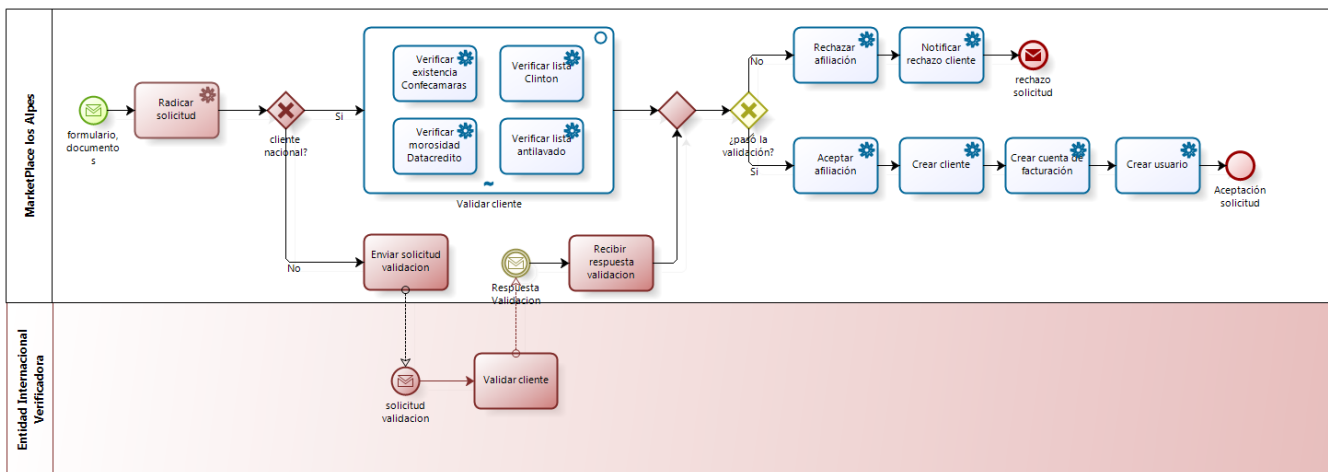 MarketPlace los Alpes
formulario,
documento
s
Radicar
solicitud
cliente
nacional?
Si
No
Verificar
existencia
Confecamaras
Verificar lista
Clinton
Verificar
morosidad
Datacredito
Verificar lista
antilavado
Validar cliente
Enviar solicitud
validacion
Respuesta
Validacion
Recibir
respuesta
validacion
¿pasó la
validación?
No
Si
Rechazar
afiliación
Notificar
rechazo cliente
rechazo
solicitud
Aceptar
afiliación
Crear cliente
Crear cuenta de
facturación
Crear usuario
Aceptación
solicitud
Entidad Internacional
Verificadora
solicitud
validacion
Validar cliente